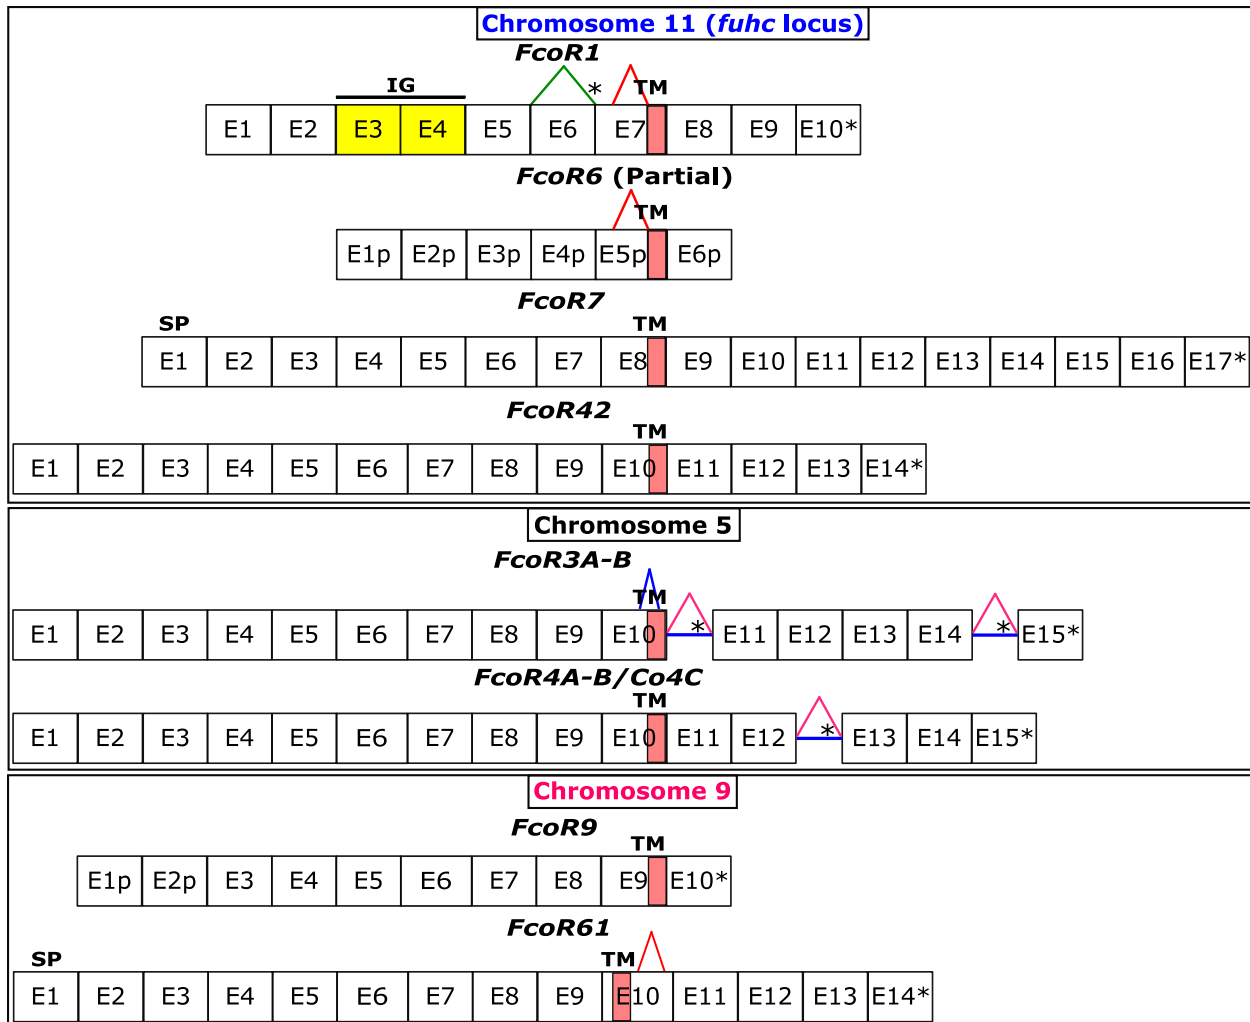 Chromosome 11 (fuhc locus)
FcoR1
IG * TM
E1 E2 E3 E4 E5 E6 E7 E8 E9 E10*
FcoR6 (Partial)
TM
E1p E2p E3p E4p E5p E6p
FcoR7
SP TM
E1 E2 E3 E4 E5 E6 E7 E8 E9 E10 E11 E12 E13 E14 E15 E16 E17*
FcoR42
TM
E1 E2 E3 E4 E5 E6 E7 E8 E9 E10 E11 E12 E13 E14*
Chromosome 5
FcoR3A-B
TM
E1 E2 E3 E4 E5 E6 E7 E8 E9 E10 * E11 E12 E13 E14 * E15*
FcoR4A-B/Co4C
TM
E1 E2 E3 E4 E5 E6 E7 E8 E9 E10 E11 E12 * E13 E14 E15*
Chromosome 9
FcoR9
TM
E1p E2p E3 E4 E5 E6 E7 E8 E9 E10*
FcoR61
SP TM
E1 E2 E3 E4 E5 E6 E7 E8 E9 E10 E11 E12 E13 E14*